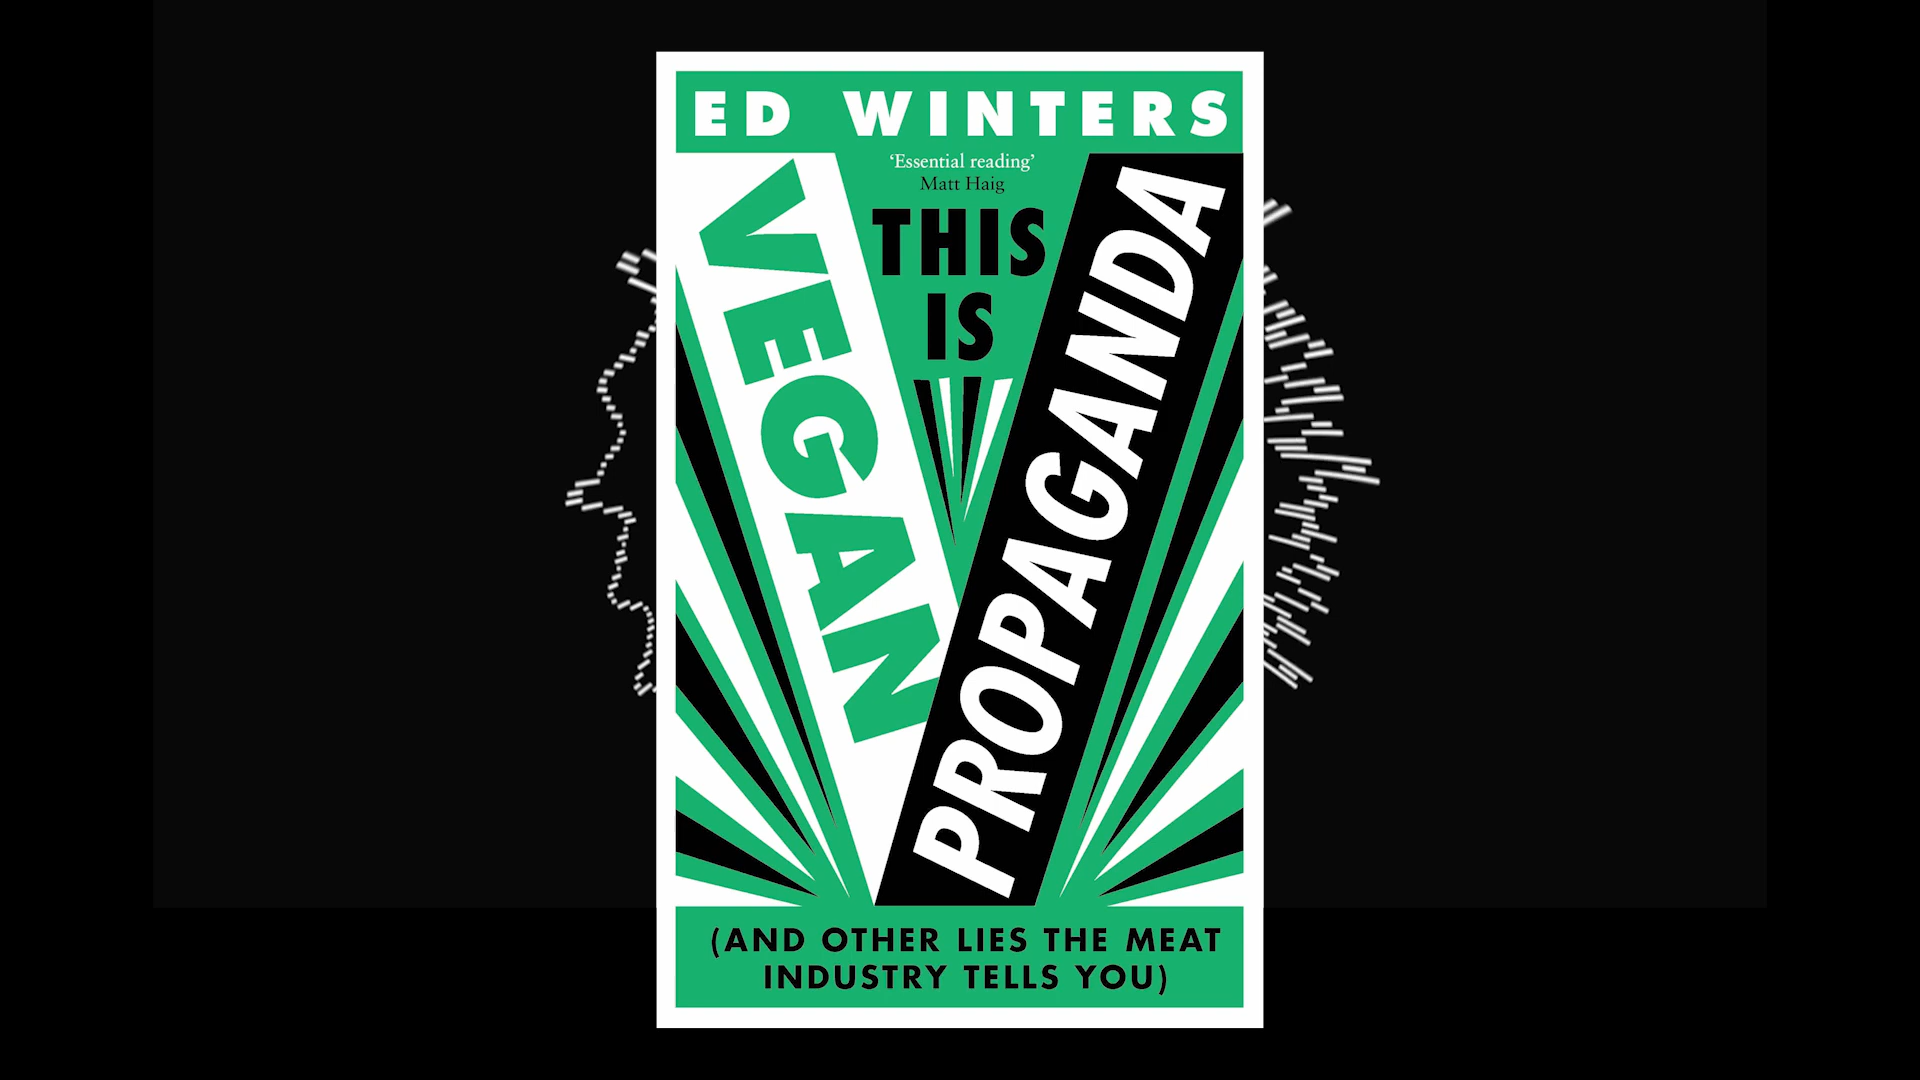 ED WINTERS
‘Essential reading’
Matt Haig
THIS
IS
VEGAN
PROPAGANDA
(AND OTHER LIES THE MEAT
INDUSTRY TELLS YOU)